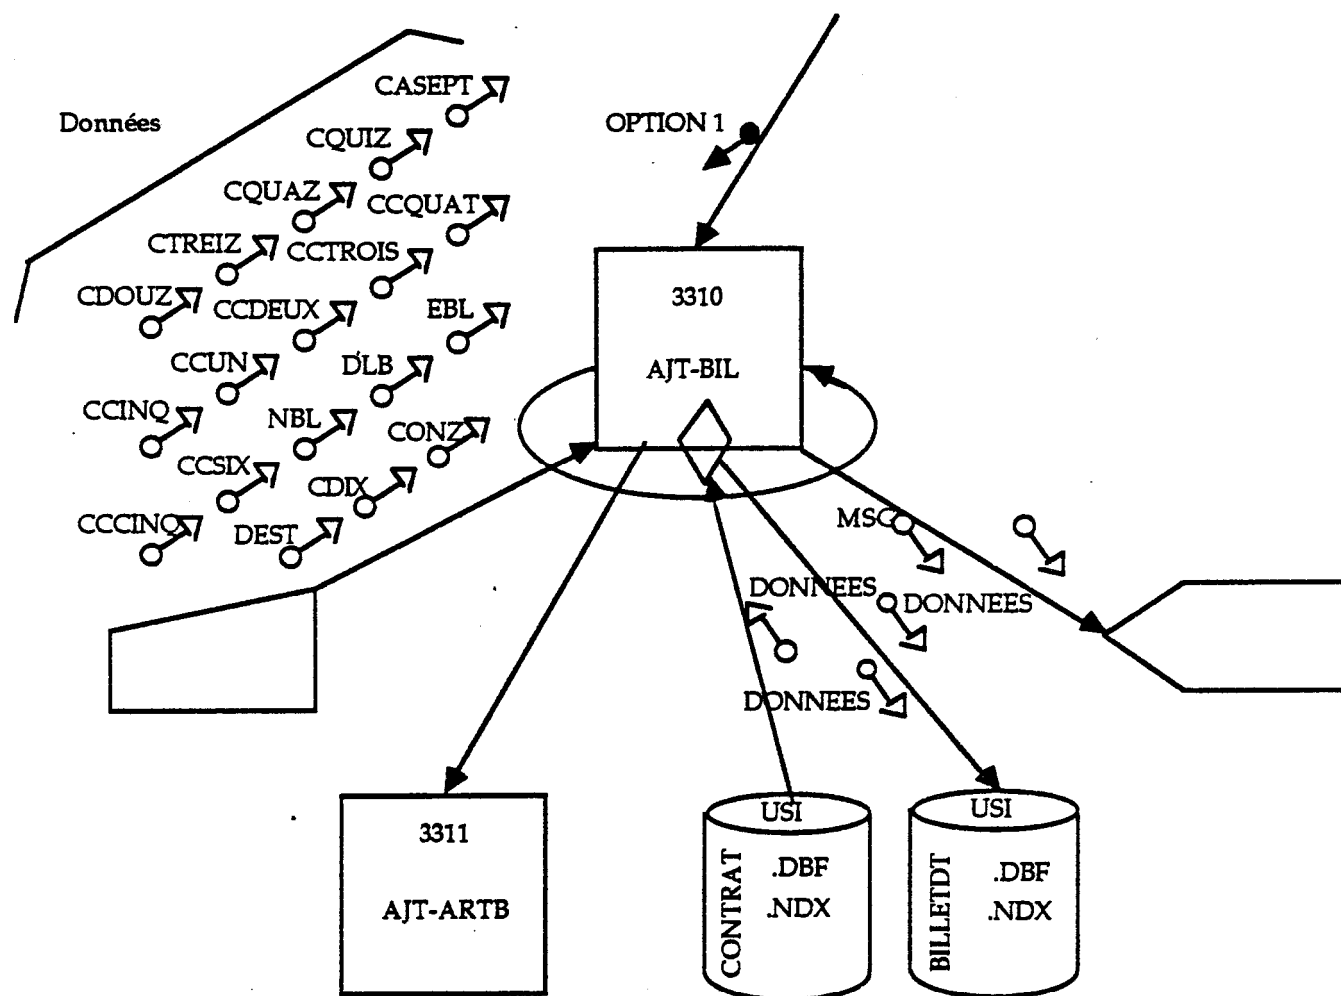 Données
CASEPT
OPTION 1
CQUIZ
CQUAZ
CCQUAT
CTREIZ
CCTROIS
CDOUZ
CCDEUX
EBL
3310
CCUN
DLB
AJT-BIL
CCINQ
NBL
CONZ
CCSIX
CDIX
CCCINQ
DEST
MSG
DONNEES
DONNEES
DONNEES
3311
AJT-ARTB
USI
CONTRAT
.DBF
.NDX
USI
BILLETDT
.DBF
.NDX